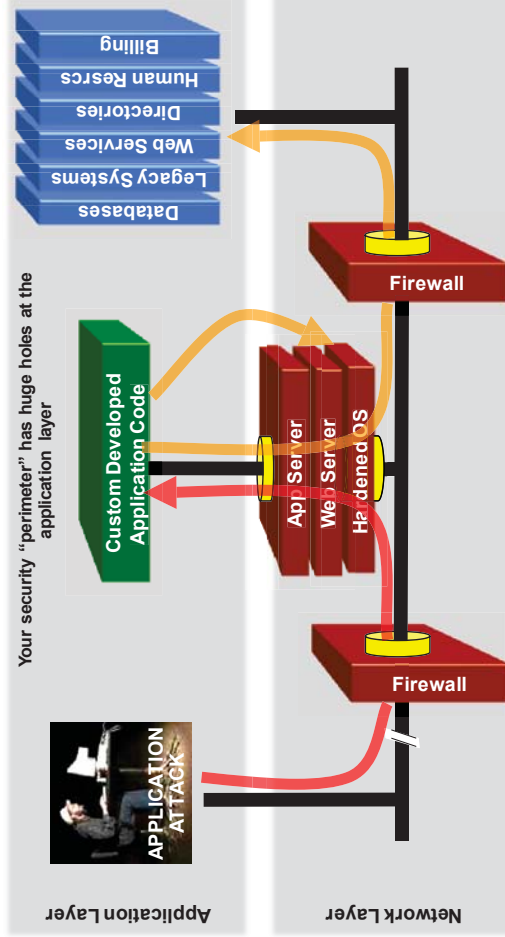 Your security “perimeter” has huge holes at the
application layer
Application Layer
APPLICATION
ATTACK
Custom Developed
Application Code
Databases
Legacy Systems
Web Services
Directories
Human Resrcs
Billing
Network Layer
Firewall
App Server
Web Server
Hardened OS
Firewall